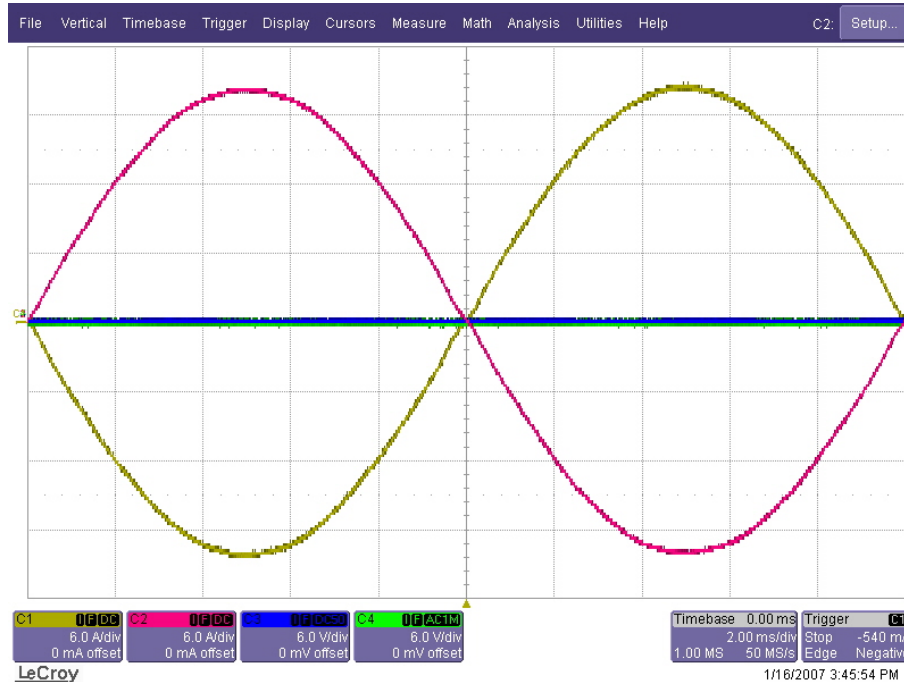 File Vertical Timebase Trigger Display Cursors Measure Math Analysis Utilities Help C2: Setup...
C1 DC C2 DC C3 DC50 C4 AC1M Timebase 0.00 ms Trigger C1
6.0 A/div 6.0 A/div 6.0 V/div 6.0 V/div 2.00 ms/div Stop -540 m
0 mA offset 0 mA offset 0 mV offset 0 mV offset 1.00 MS 50 MS/s Edge Negative
LeCroy 1/16/2007 3:45:54 PM